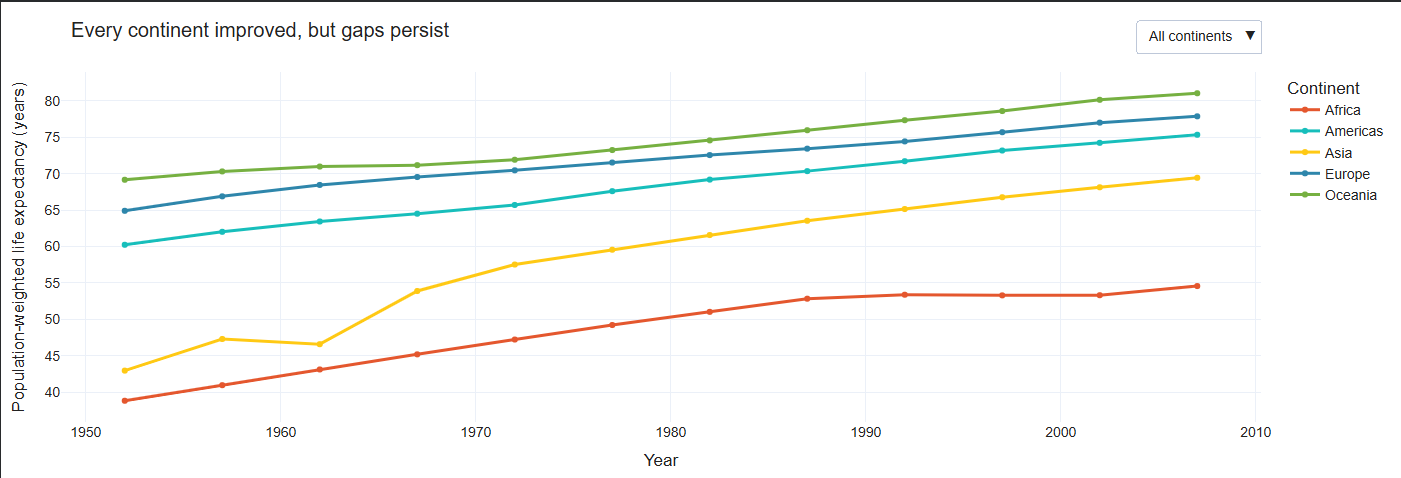 Every continent improved, but gaps persist
All continents ▼
Population-weighted life expectancy (years)
80
75
70
65
60
55
50
45
40
1950 1960 1970 1980 1990 2000 2010
Year
Continent
Africa
Americas
Asia
Europe
Oceania